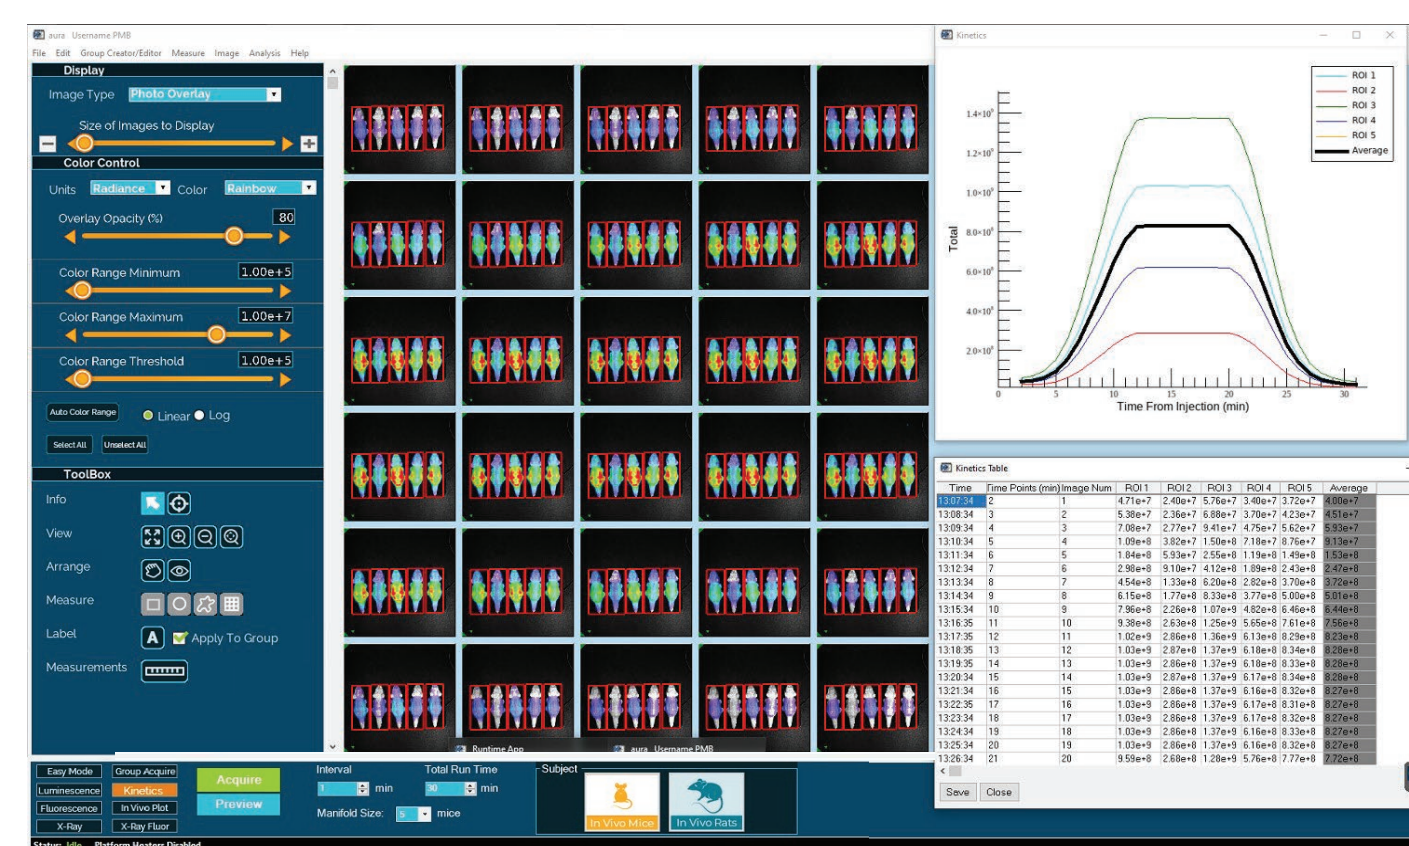 aura Username:PMB
File Edit Group Creator/Editor Measure Image Analysis Help
Display
Image Type Photo Overlay
Size of Images to Display
Color Control
Units Radiance Color Rainbow
Overlay Opacity (%) 80
Color Range Minimum 1.00e+5
Color Range Maximum 1.00e+7
Color Range Threshold 1.00e+5
Auto Color Range Linear Log
Select All Unselect All
ToolBox
Info
View
Arrange
Measure
Label A Apply To Group
Measurements
Kinetics
ROI 1
ROI 2
ROI 3
ROI 4
ROI 5
Average
Total
1.4×10⁹
1.2×10⁹
1.0×10⁹
8.0×10⁸
6.0×10⁸
4.0×10⁸
2.0×10⁸
0 5 10 15 20 25 30
Time From Injection (min)
Kinetics Table
Time Time Points (min) Image Num ROI 1 ROI 2 ROI 3 ROI 4 ROI 5 Average
13:07:34 2 1 4.71e+7 2.40e+7 5.76e+7 3.40e+7 3.72e+7 4.00e+7
13:08:34 3 2 5.38e+7 2.36e+7 6.88e+7 3.70e+7 4.23e+7 4.51e+7
13:09:34 4 3 7.08e+7 2.77e+7 9.41e+7 4.75e+7 5.62e+7 5.93e+7
13:10:34 5 4 1.09e+8 3.82e+7 1.50e+8 7.18e+7 8.76e+7 9.13e+7
13:11:34 6 5 1.84e+8 5.93e+7 2.55e+8 1.19e+8 1.49e+8 1.53e+8
13:12:34 7 6 2.98e+8 9.10e+7 4.12e+8 1.89e+8 2.43e+8 2.47e+8
13:13:34 8 7 4.54e+8 1.33e+8 6.20e+8 2.82e+8 3.70e+8 3.72e+8
13:14:34 9 8 6.15e+8 1.77e+8 8.33e+8 3.77e+8 5.00e+8 5.01e+8
13:15:34 10 9 7.96e+8 2.26e+8 1.07e+9 4.82e+8 6.46e+8 6.44e+8
13:16:35 11 10 9.38e+8 2.63e+8 1.25e+9 5.65e+8 7.61e+8 7.56e+8
13:17:35 12 11 1.02e+9 2.86e+8 1.36e+9 6.13e+8 8.29e+8 8.23e+8
13:18:35 13 12 1.03e+9 2.87e+8 1.37e+9 6.18e+8 8.34e+8 8.28e+8
13:19:35 14 13 1.03e+9 2.86e+8 1.37e+9 6.18e+8 8.33e+8 8.28e+8
13:20:34 15 14 1.03e+9 2.87e+8 1.37e+9 6.17e+8 8.34e+8 8.28e+8
13:21:34 16 15 1.03e+9 2.86e+8 1.37e+9 6.16e+8 8.32e+8 8.27e+8
13:22:35 17 16 1.03e+9 2.86e+8 1.37e+9 6.17e+8 8.31e+8 8.27e+8
13:23:34 18 17 1.03e+9 2.86e+8 1.37e+9 6.17e+8 8.32e+8 8.27e+8
13:24:34 19 18 1.03e+9 2.86e+8 1.37e+9 6.17e+8 8.33e+8 8.27e+8
13:25:34 20 19 1.03e+9 2.86e+8 1.37e+9 6.16e+8 8.32e+8 8.27e+8
13:26:34 21 20 9.59e+8 2.68e+8 1.28e+9 5.76e+8 7.77e+8 7.72e+8
Save Close
Runtime App aura Username:PMB
Easy Mode Group Acquire
Luminescence Kinetics
Fluorescence In Vivo Plot
X-Ray X-Ray Fluor
Acquire
Preview
Interval Total Run Time
1 min 30 min
Manifold Size: 5 mice
Subject
In Vivo Mice In Vivo Rats
Status: Idle Platform Heaters Disabled